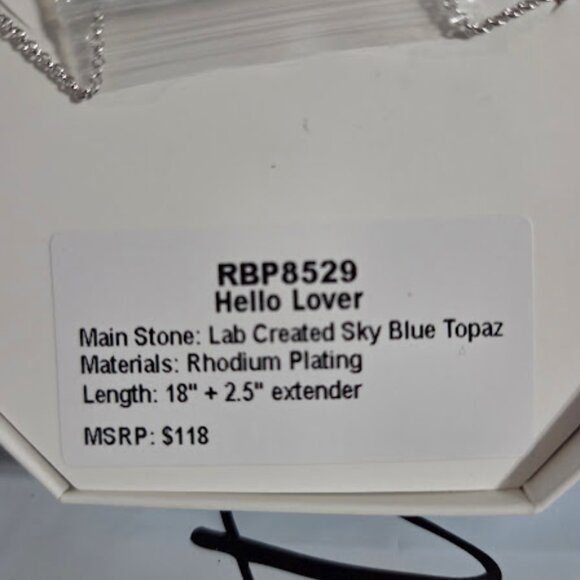 RBP8529
Hello Lover
Main Stone: Lab Created Sky Blue Topaz
Materials: Rhodium Plating
Length: 18" + 2.5" extender
MSRP: $118